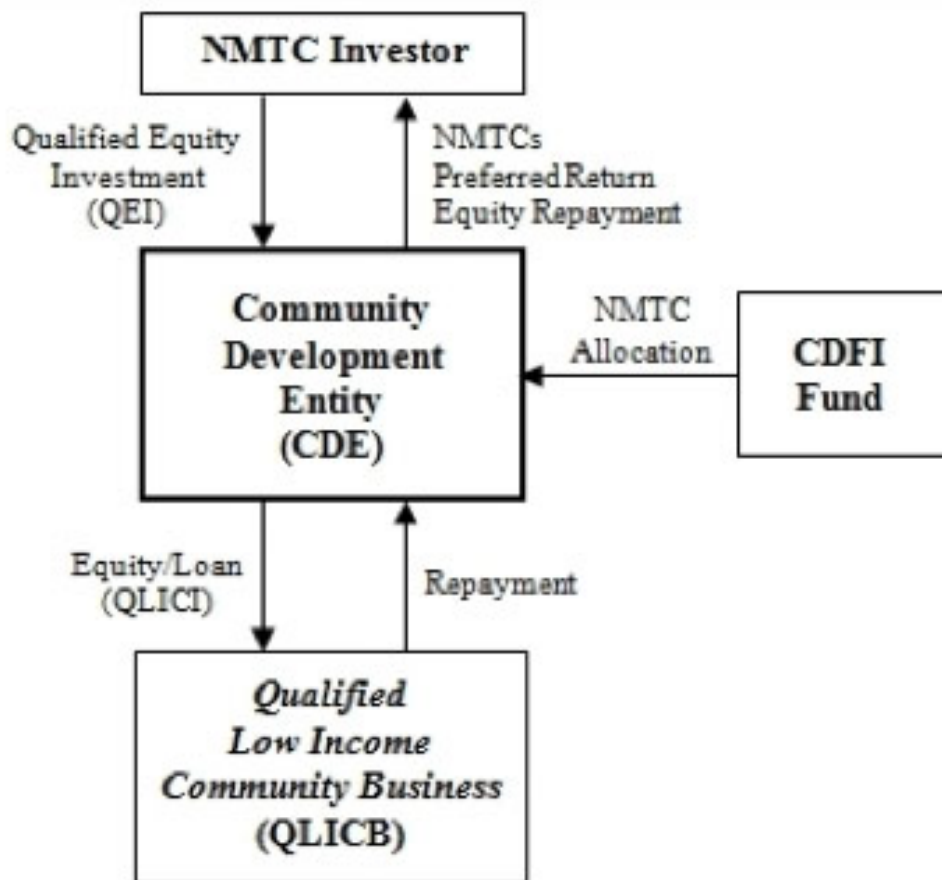 NMTC Investor
Qualified Equity
Investment
(QEI)
NMTCs
Preferred Return
Equity Repayment
Community
Development
Entity
(CDE)
NMTC
Allocation
CDFI
Fund
Equity/Loan
(QLICI)
Repayment
Qualified
Low Income
Community Business
(QLICB)